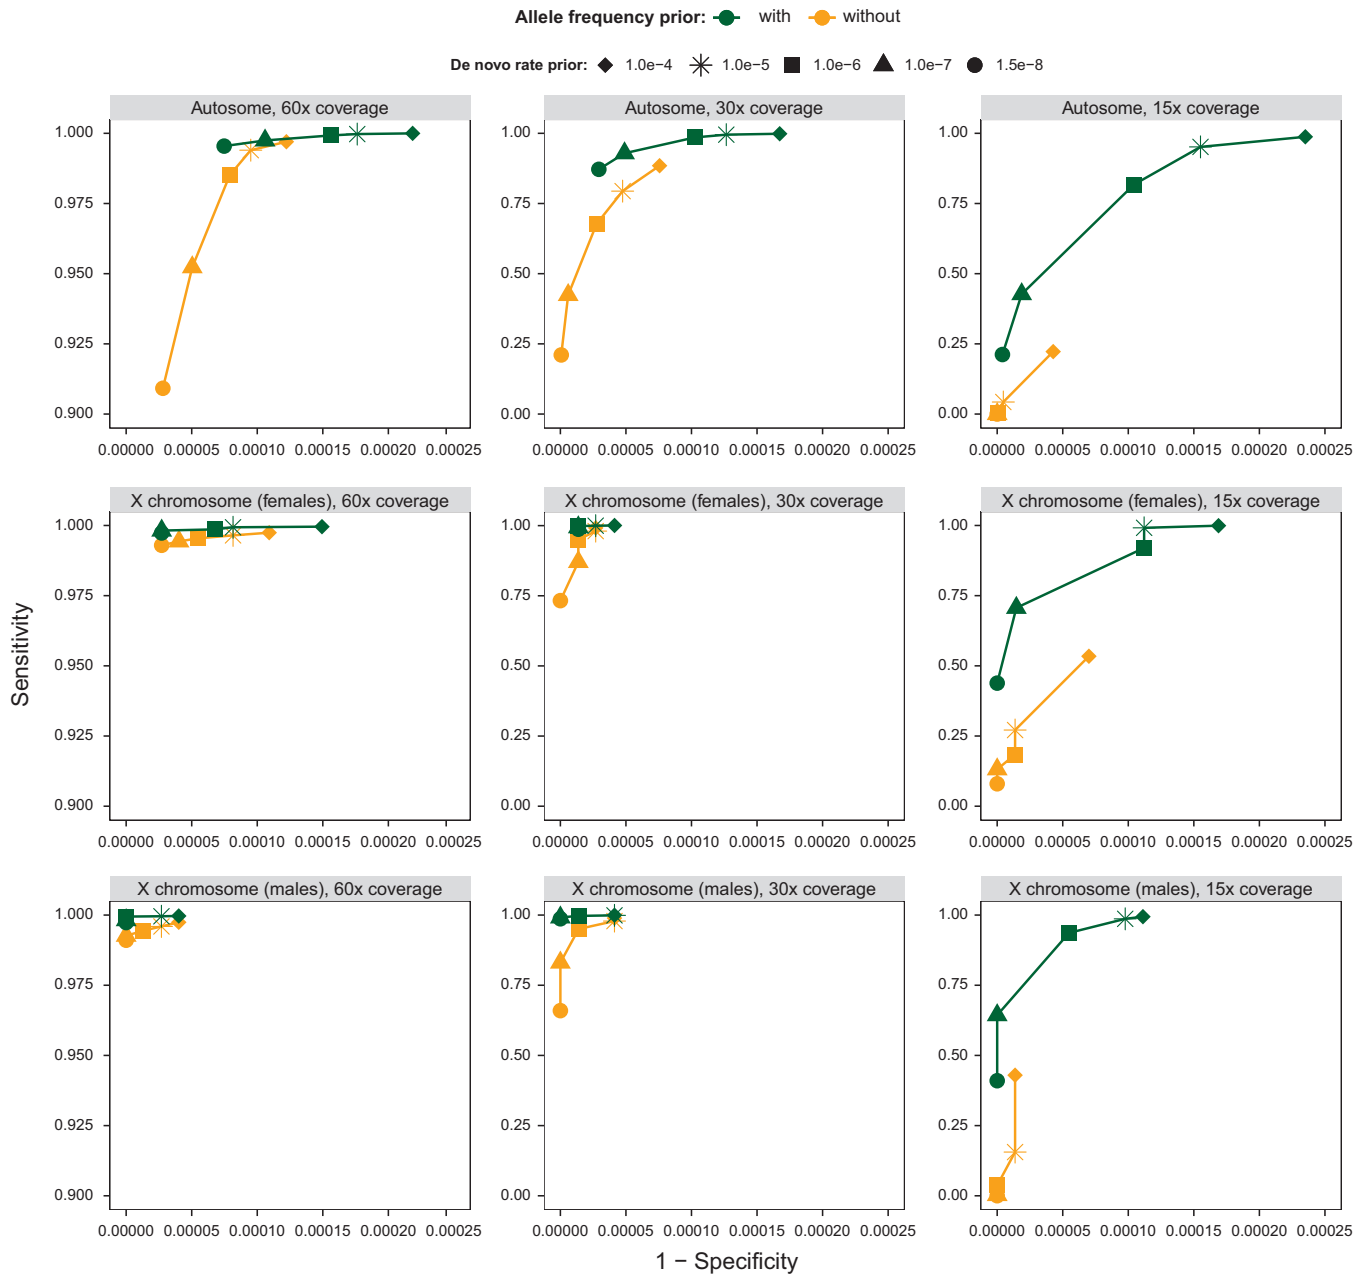 Allele frequency prior: with without
De novo rate prior: 1.0e−4 1.0e−5 1.0e−6 1.0e−7 1.5e−8
Autosome, 60x coverage
1.000
0.975
0.950
0.925
0.900
0.00000 0.00005 0.00010 0.00015 0.00020 0.00025
Autosome, 30x coverage
1.00
0.75
0.50
0.25
0.00
0.00000 0.00005 0.00010 0.00015 0.00020 0.00025
Autosome, 15x coverage
1.00
0.75
0.50
0.25
0.00
0.00000 0.00005 0.00010 0.00015 0.00020 0.00025
X chromosome (females), 60x coverage
1.000
0.975
0.950
0.925
0.900
0.00000 0.00005 0.00010 0.00015 0.00020 0.00025
X chromosome (females), 30x coverage
1.00
0.75
0.50
0.25
0.00
0.00000 0.00005 0.00010 0.00015 0.00020 0.00025
X chromosome (females), 15x coverage
1.00
0.75
0.50
0.25
0.00
0.00000 0.00005 0.00010 0.00015 0.00020 0.00025
X chromosome (males), 60x coverage
1.000
0.975
0.950
0.925
0.900
0.00000 0.00005 0.00010 0.00015 0.00020 0.00025
X chromosome (males), 30x coverage
1.00
0.75
0.50
0.25
0.00
0.00000 0.00005 0.00010 0.00015 0.00020 0.00025
X chromosome (males), 15x coverage
1.00
0.75
0.50
0.25
0.00
0.00000 0.00005 0.00010 0.00015 0.00020 0.00025
Sensitivity
1 − Specificity